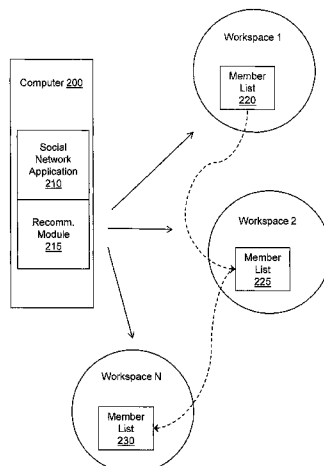 Computer 200
Social
Network
Application
210
Recomm.
Module
215
Workspace 1
Member
List
220
Workspace 2
Member
List
225
Workspace N
Member
List
230